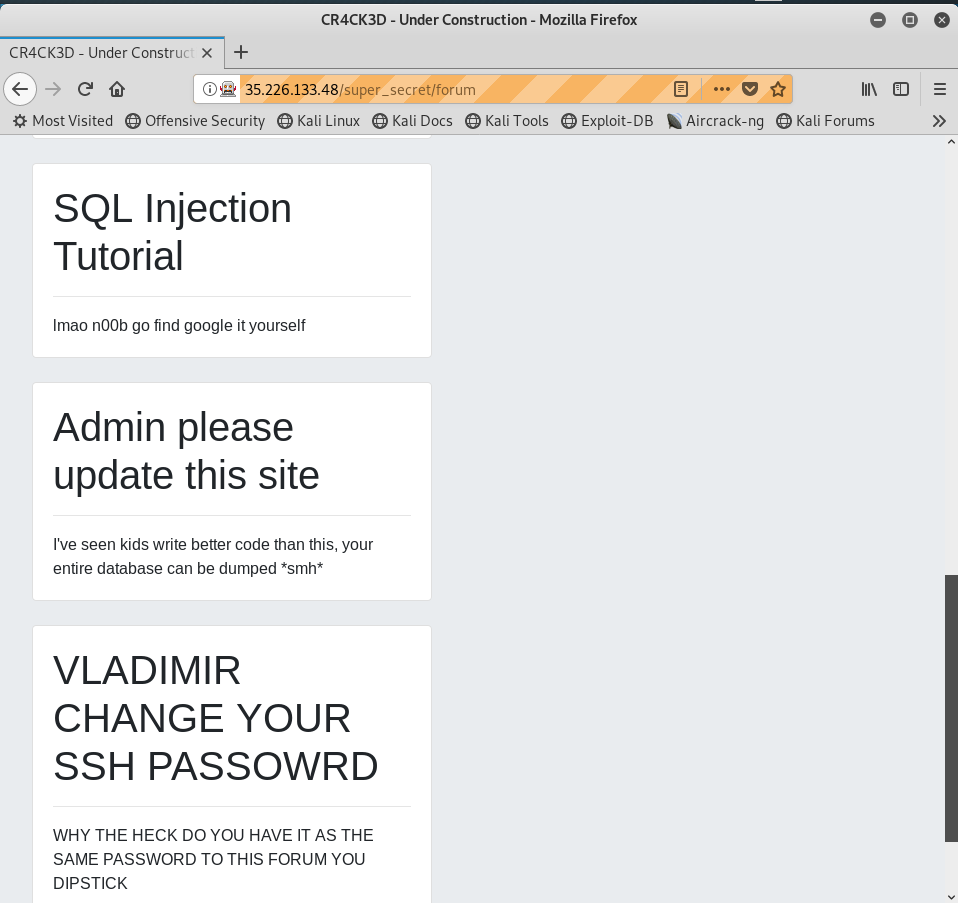 CR4CK3D - Under Construction - Mozilla Firefox
CR4CK3D - Under Construct
35.226.133.48/super_secret/forum
Most Visited Offensive Security Kali Linux Kali Docs Kali Tools Exploit-DB Aircrack-ng Kali Forums
SQL Injection
Tutorial
lmao n00b go find google it yourself
Admin please
update this site
I've seen kids write better code than this, your
entire database can be dumped *smh*
VLADIMIR
CHANGE YOUR
SSH PASSOWRD
WHY THE HECK DO YOU HAVE IT AS THE
SAME PASSWORD TO THIS FORUM YOU
DIPSTICK